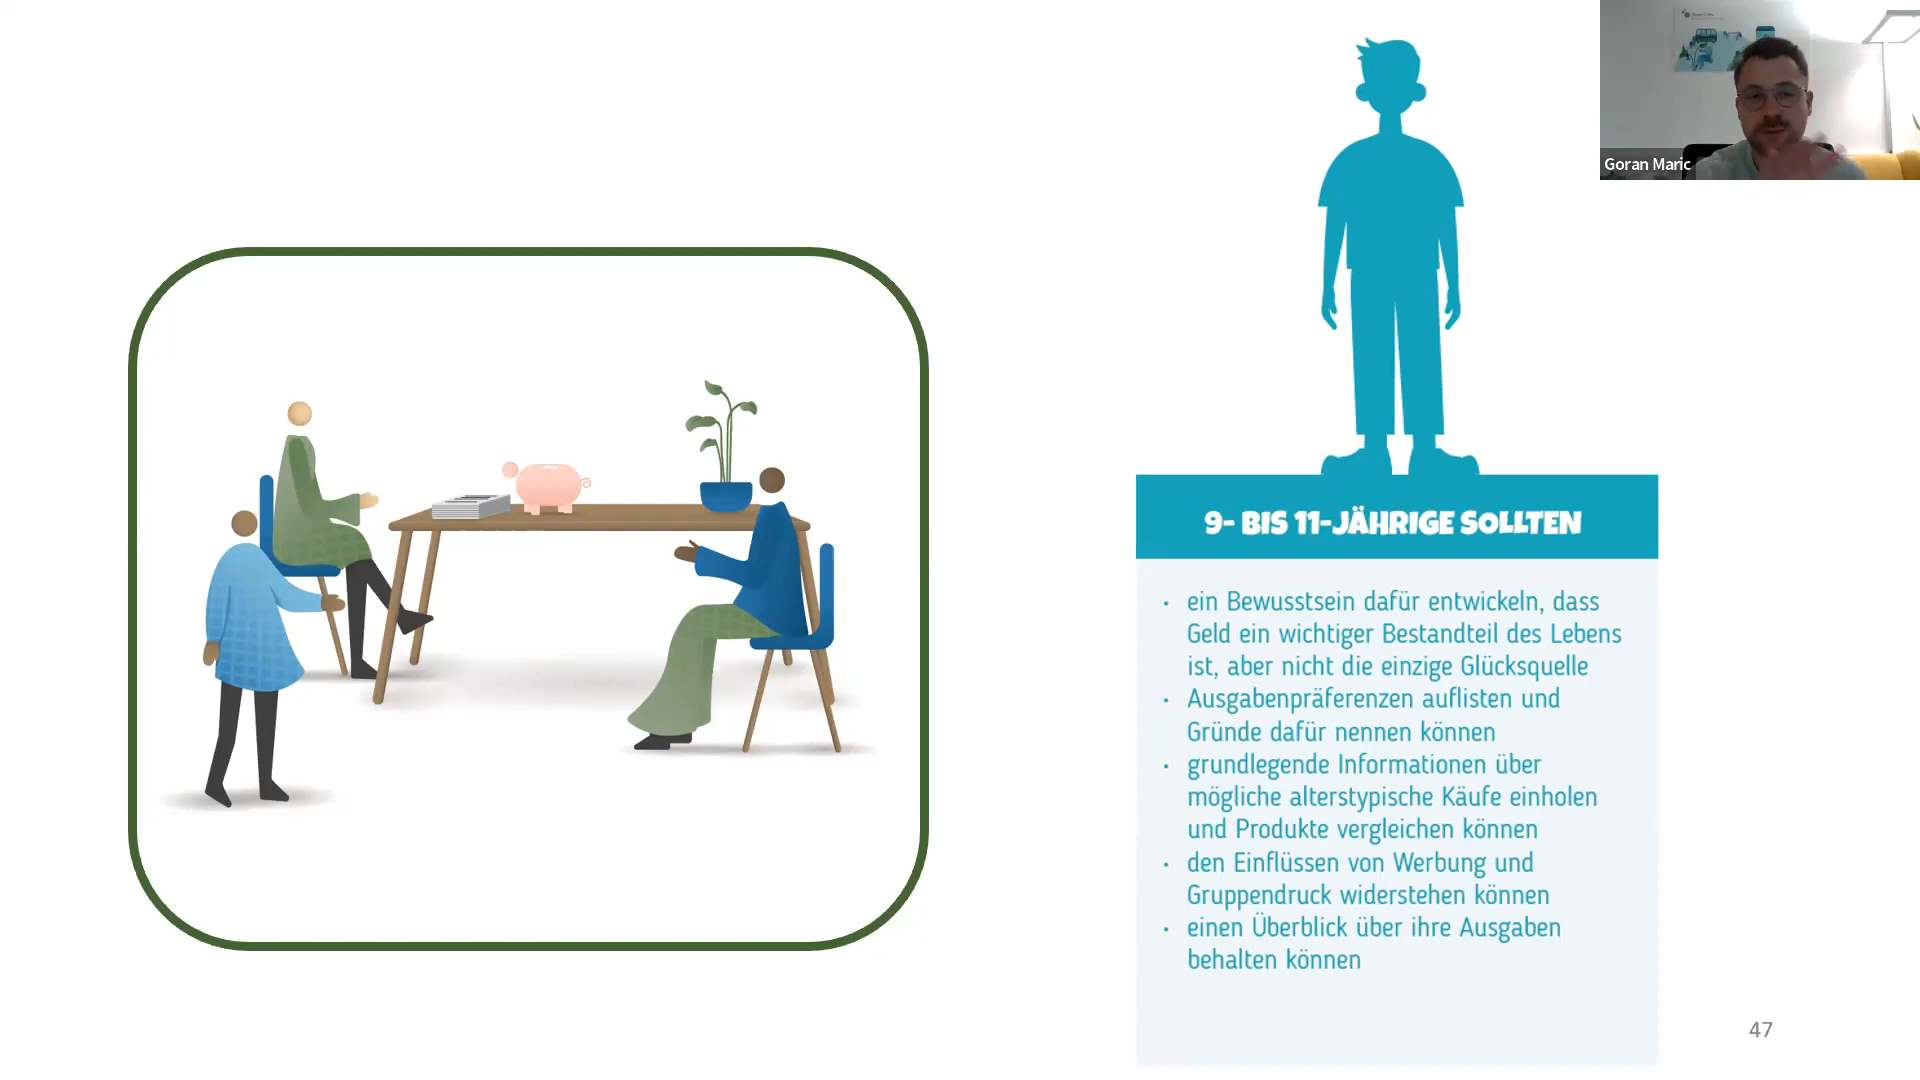 Goran Maric
9- BIS 11-JÄHRIGE SOLLTEN
· ein Bewusstsein dafür entwickeln, dass
Geld ein wichtiger Bestandteil des Lebens
ist, aber nicht die einzige Glücksquelle
· Ausgabenpräferenzen auflisten und
Gründe dafür nennen können
· grundlegende Informationen über
mögliche alterstypische Käufe einholen
und Produkte vergleichen können
· den Einflüssen von Werbung und
Gruppendruck widerstehen können
· einen Überblick über ihre Ausgaben
behalten können
47